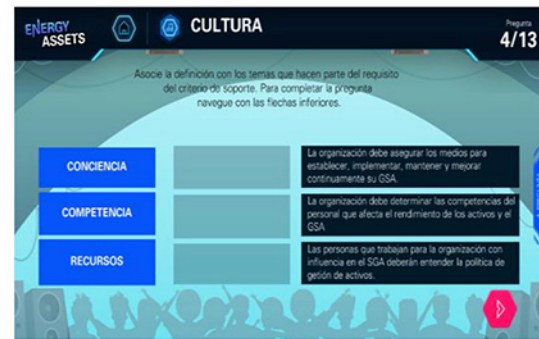 ENERGY
ASSETS
CULTURA
Pregunta
4/13
Asocie la definición con los temas que hacen parte del requisito
del criterio de soporte. Para completar la pregunta
navegue con las flechas inferiores.
CONCIENCIA
La organización debe asegurar los medios para
establecer, implementar, mantener y mejorar
continuamente su GSA.
COMPETENCIA
La organización debe determinar las competencias del
personal que afecta el rendimiento de los activos y el
GSA
RECURSOS
Las personas que trabajan para la organización con
influencia en el SGA deberán entender la política de
getión de activos.